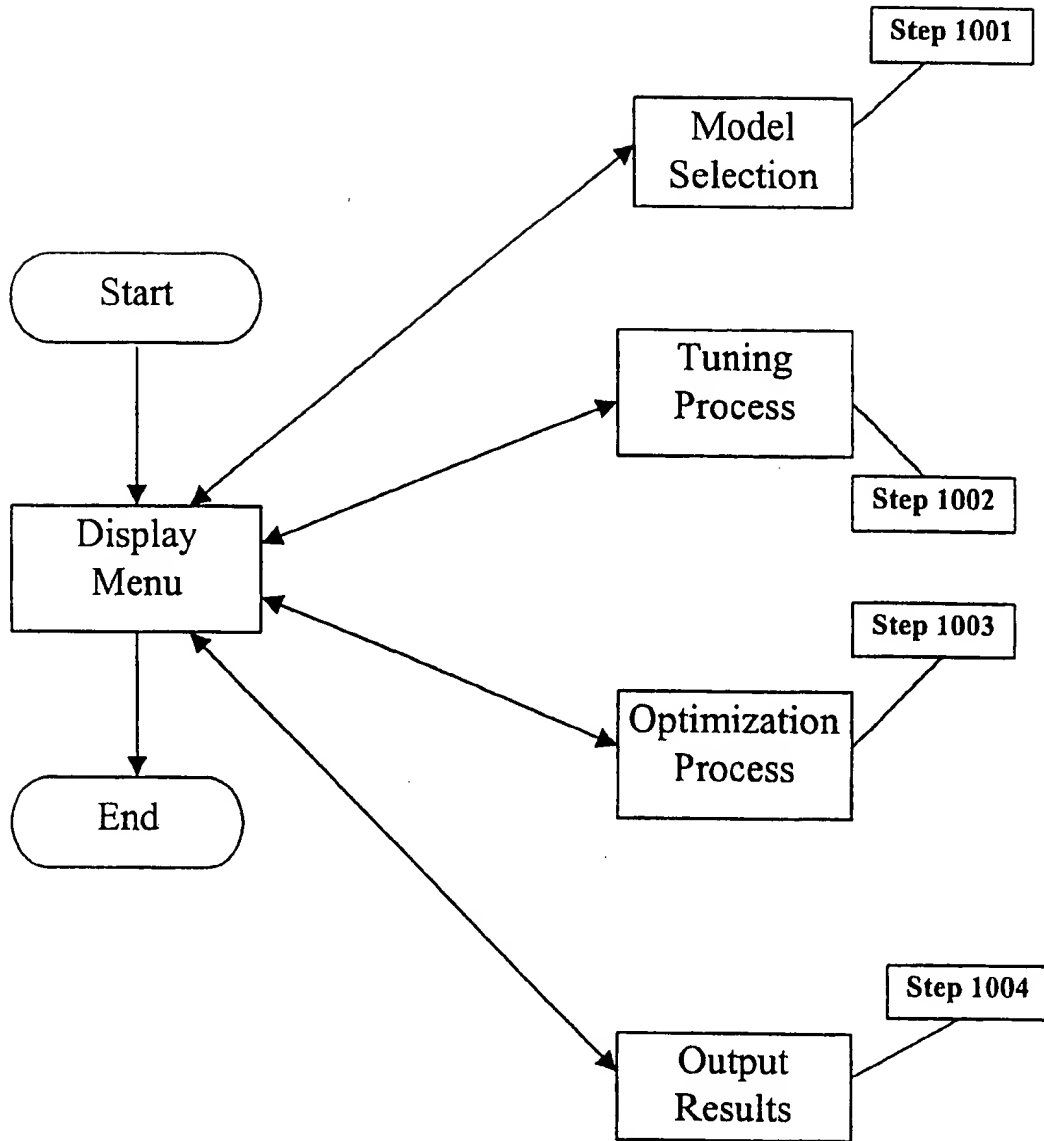 Step 1001
Model
Selection
Start
Tuning
Process
Step 1002
Display
Menu
Step 1003
Optimization
Process
End
Step 1004
Output
Results